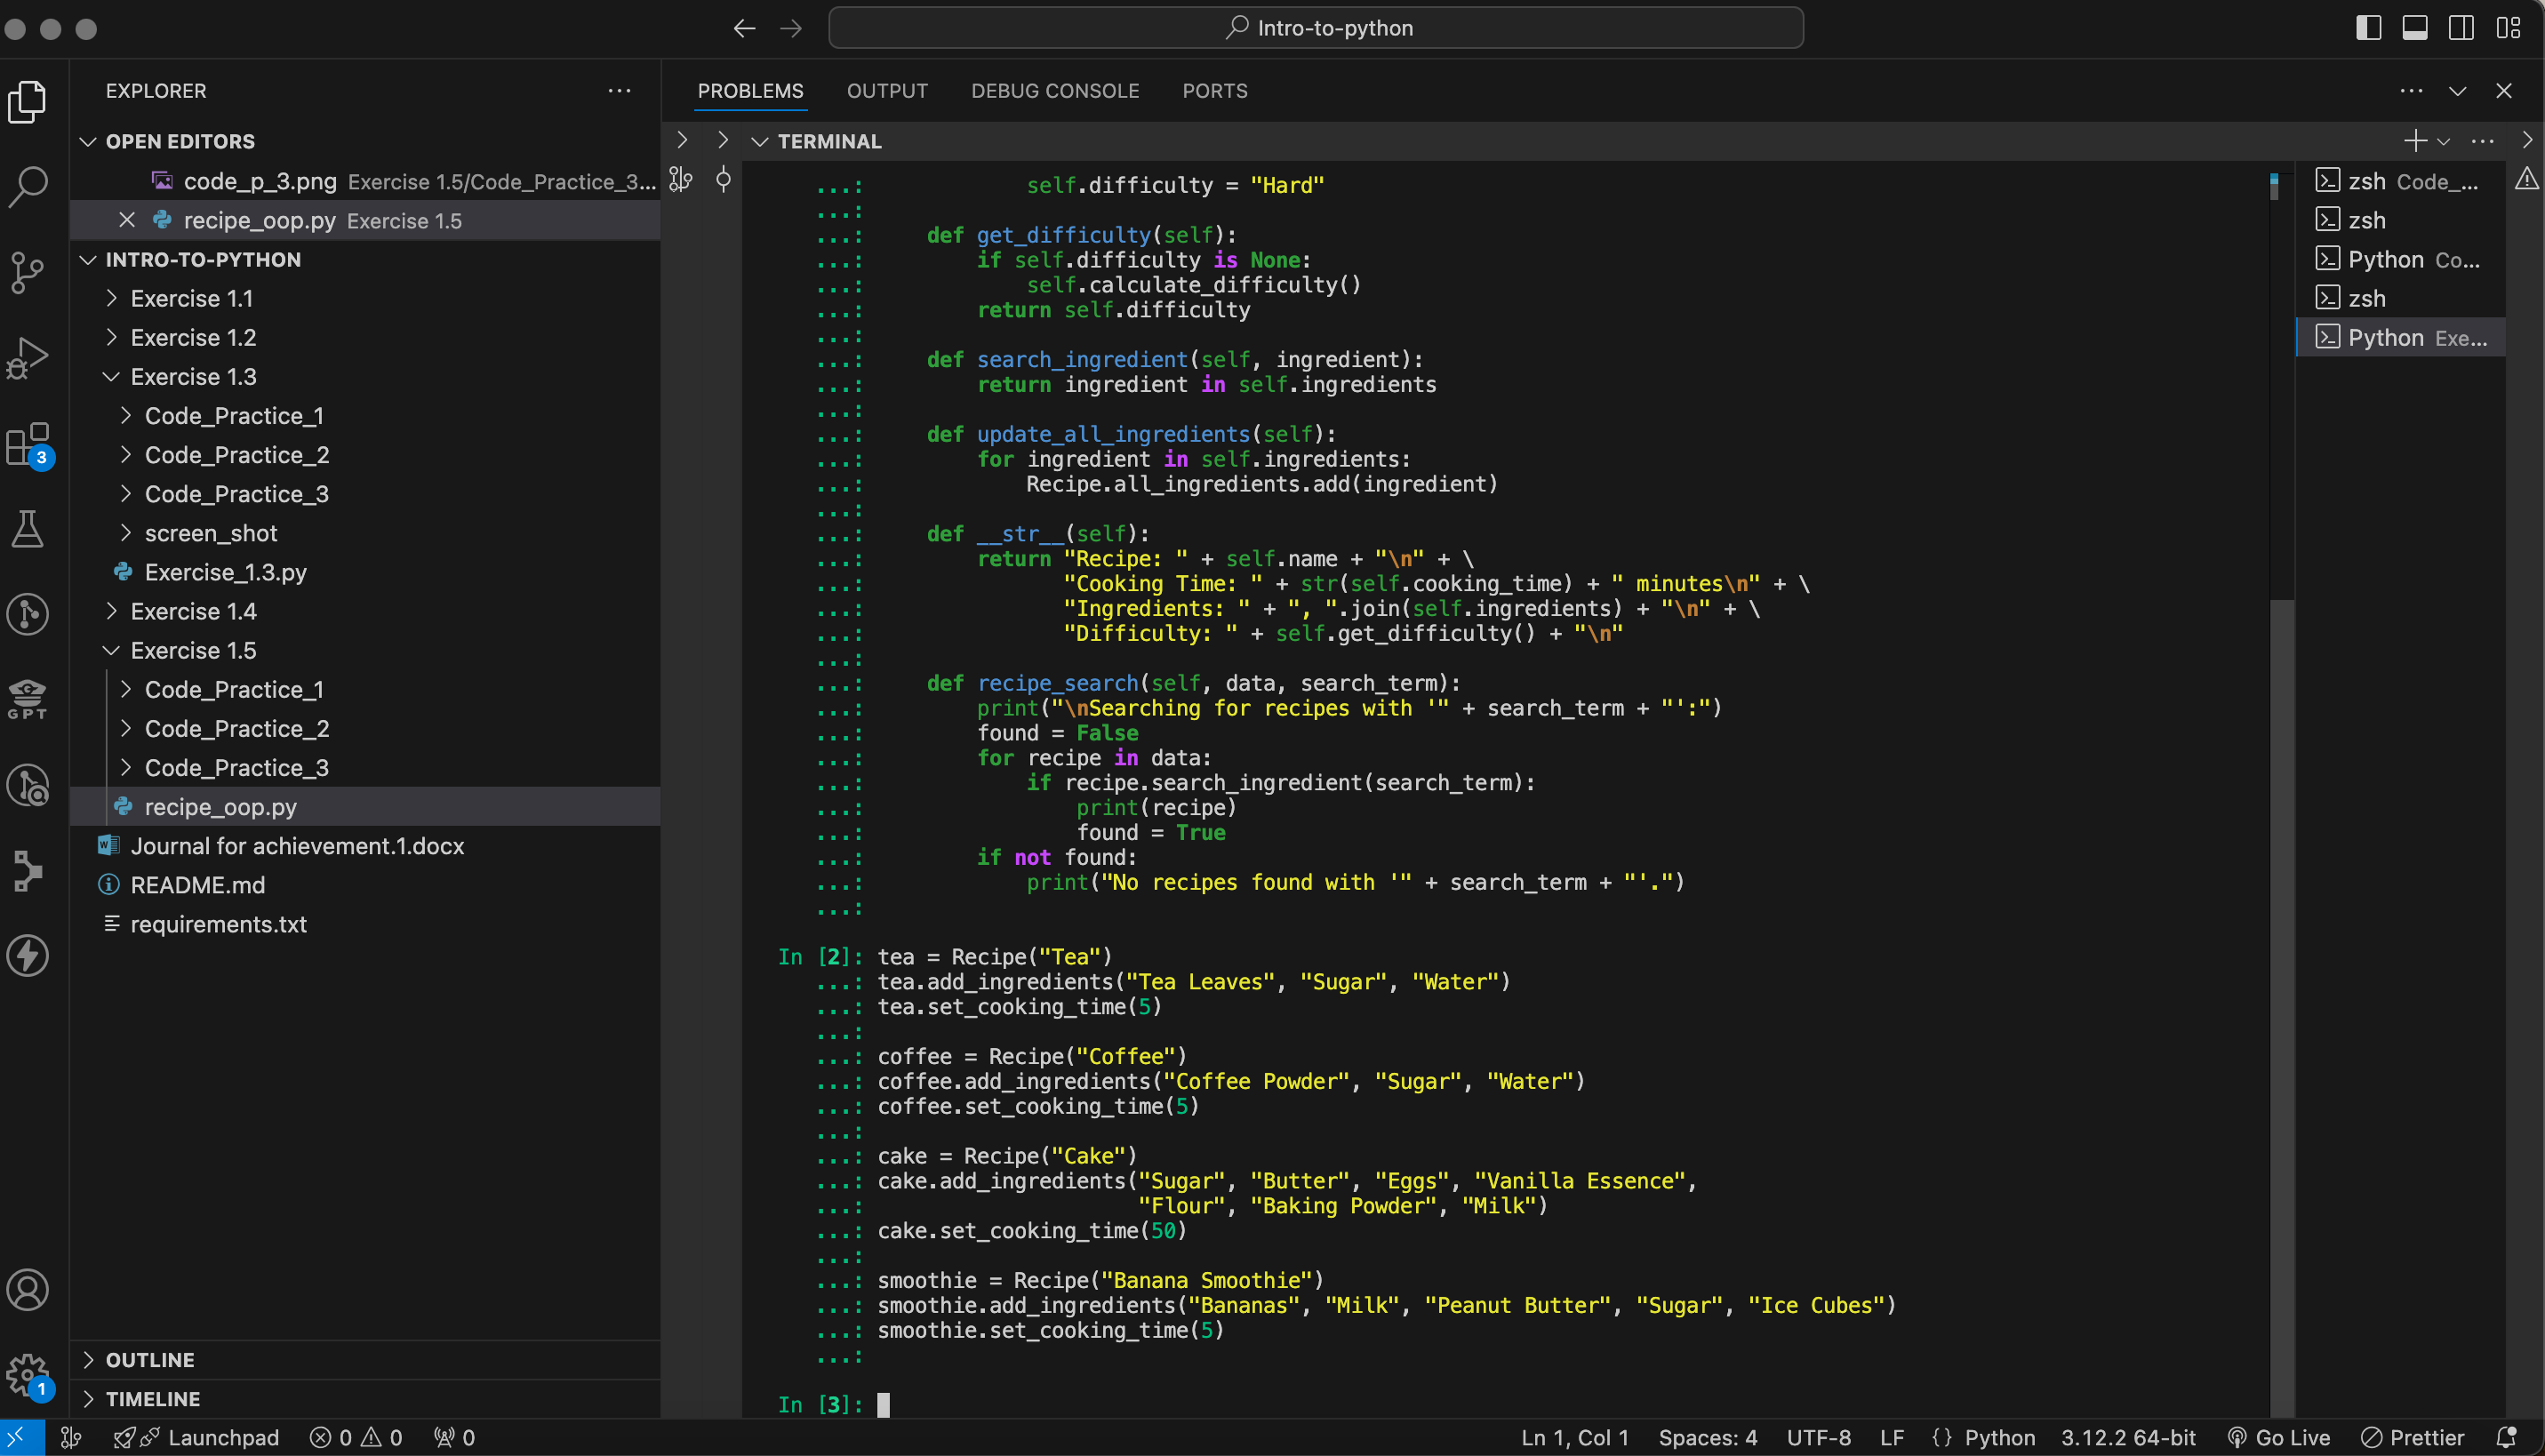 Intro-to-python
EXPLORER
OPEN EDITORS
code_p_3.png Exercise 1.5/Code_Practice_3...
recipe_oop.py Exercise 1.5
INTRO-TO-PYTHON
Exercise 1.1
Exercise 1.2
Exercise 1.3
Code_Practice_1
Code_Practice_2
Code_Practice_3
screen_shot
Exercise_1.3.py
Exercise 1.4
Exercise 1.5
Code_Practice_1
Code_Practice_2
Code_Practice_3
recipe_oop.py
Journal for achievement.1.docx
README.md
requirements.txt
OUTLINE
TIMELINE
3
GPT
1
PROBLEMS OUTPUT DEBUG CONSOLE PORTS
TERMINAL
...:             self.difficulty = "Hard"
...:
...:     def get_difficulty(self):
...:         if self.difficulty is None:
...:             self.calculate_difficulty()
...:         return self.difficulty
...:
...:     def search_ingredient(self, ingredient):
...:         return ingredient in self.ingredients
...:
...:     def update_all_ingredients(self):
...:         for ingredient in self.ingredients:
...:             Recipe.all_ingredients.add(ingredient)
...:
...:     def __str__(self):
...:         return "Recipe: " + self.name + "\n" + \
...:                "Cooking Time: " + str(self.cooking_time) + " minutes\n" + \
...:                "Ingredients: " + ", ".join(self.ingredients) + "\n" + \
...:                "Difficulty: " + self.get_difficulty() + "\n"
...:
...:     def recipe_search(self, data, search_term):
...:         print("\nSearching for recipes with '" + search_term + "':")
...:         found = False
...:         for recipe in data:
...:             if recipe.search_ingredient(search_term):
...:                 print(recipe)
...:                 found = True
...:         if not found:
...:             print("No recipes found with '" + search_term + "'.")
...:
In [2]: tea = Recipe("Tea")
...: tea.add_ingredients("Tea Leaves", "Sugar", "Water")
...: tea.set_cooking_time(5)
...:
...: coffee = Recipe("Coffee")
...: coffee.add_ingredients("Coffee Powder", "Sugar", "Water")
...: coffee.set_cooking_time(5)
...:
...: cake = Recipe("Cake")
...: cake.add_ingredients("Sugar", "Butter", "Eggs", "Vanilla Essence",
...:                      "Flour", "Baking Powder", "Milk")
...: cake.set_cooking_time(50)
...:
...: smoothie = Recipe("Banana Smoothie")
...: smoothie.add_ingredients("Bananas", "Milk", "Peanut Butter", "Sugar", "Ice Cubes")
...: smoothie.set_cooking_time(5)
...:
In [3]:
zsh Code_...
zsh
Python Co...
zsh
Python Exe...
Launchpad 0 0 0 Ln 1, Col 1 Spaces: 4 UTF-8 LF {} Python 3.12.2 64-bit Go Live Prettier